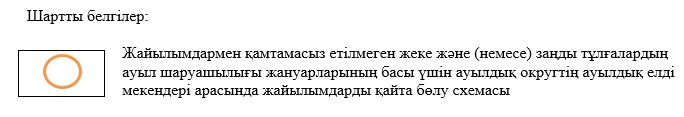 Шартты белгілер:
Жайылымдармен қамтамасыз етілмеген жеке және (немесе) заңды тұлғалардың
ауыл шаруашылығы жануарларының басы үшін ауылдық округтің ауылдық елді
мекендері арасында жайылымдарды қайта бөлу схемасы